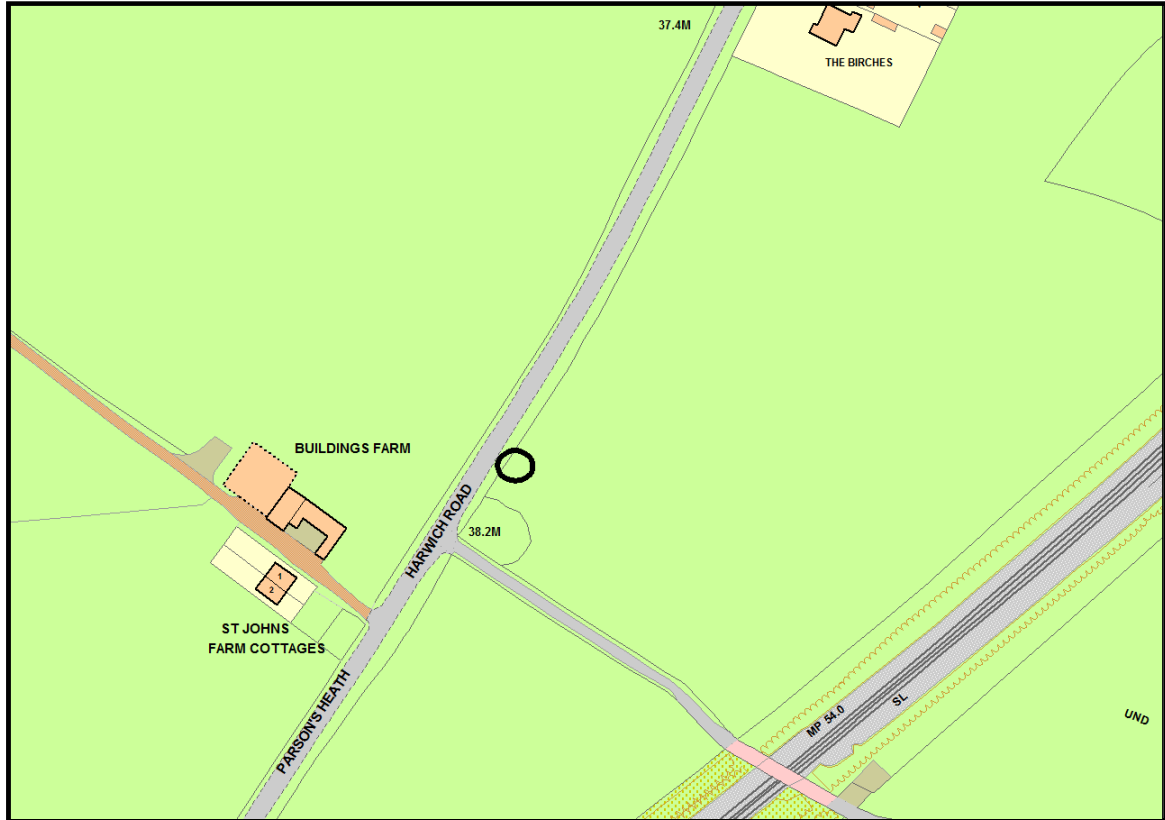 37.4M
THE BIRCHES
BUILDINGS FARM
HARWICH ROAD
38.2M
1
2
ST JOHNS
FARM COTTAGES
PARSON'S HEATH
MP 54.0
SL
UND